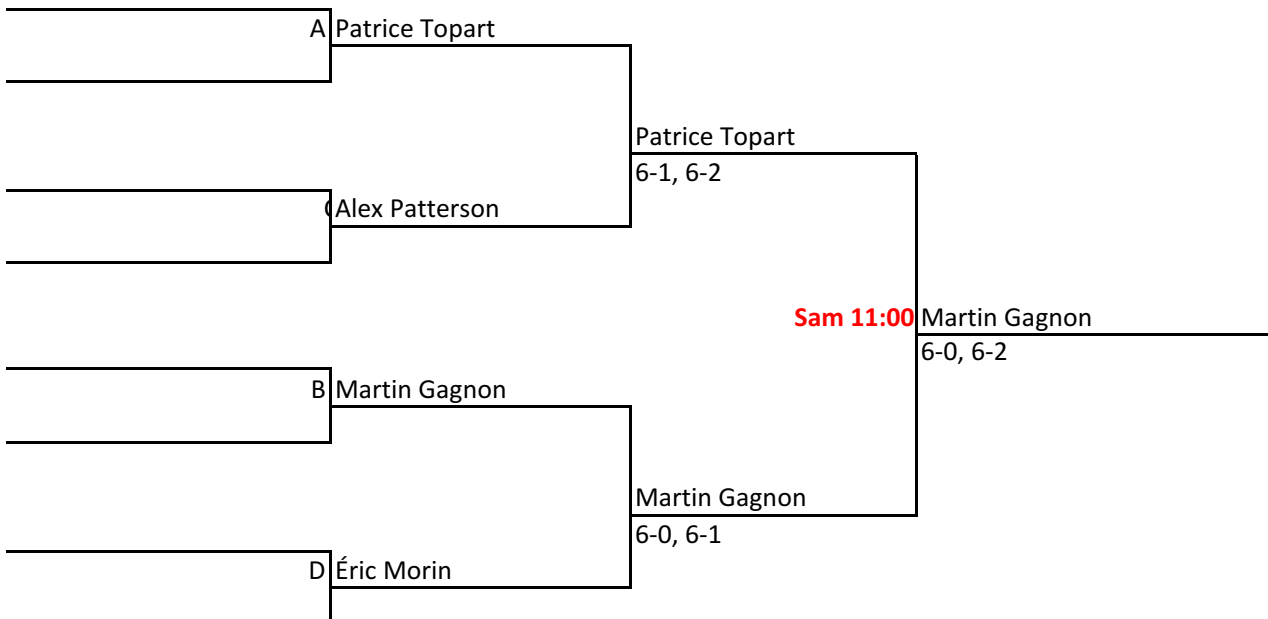 A Patrice Topart
Patrice Topart
6-1, 6-2
Alex Patterson
Sam 11:00 Martin Gagnon
6-0, 6-2
B Martin Gagnon
Martin Gagnon
6-0, 6-1
D Éric Morin